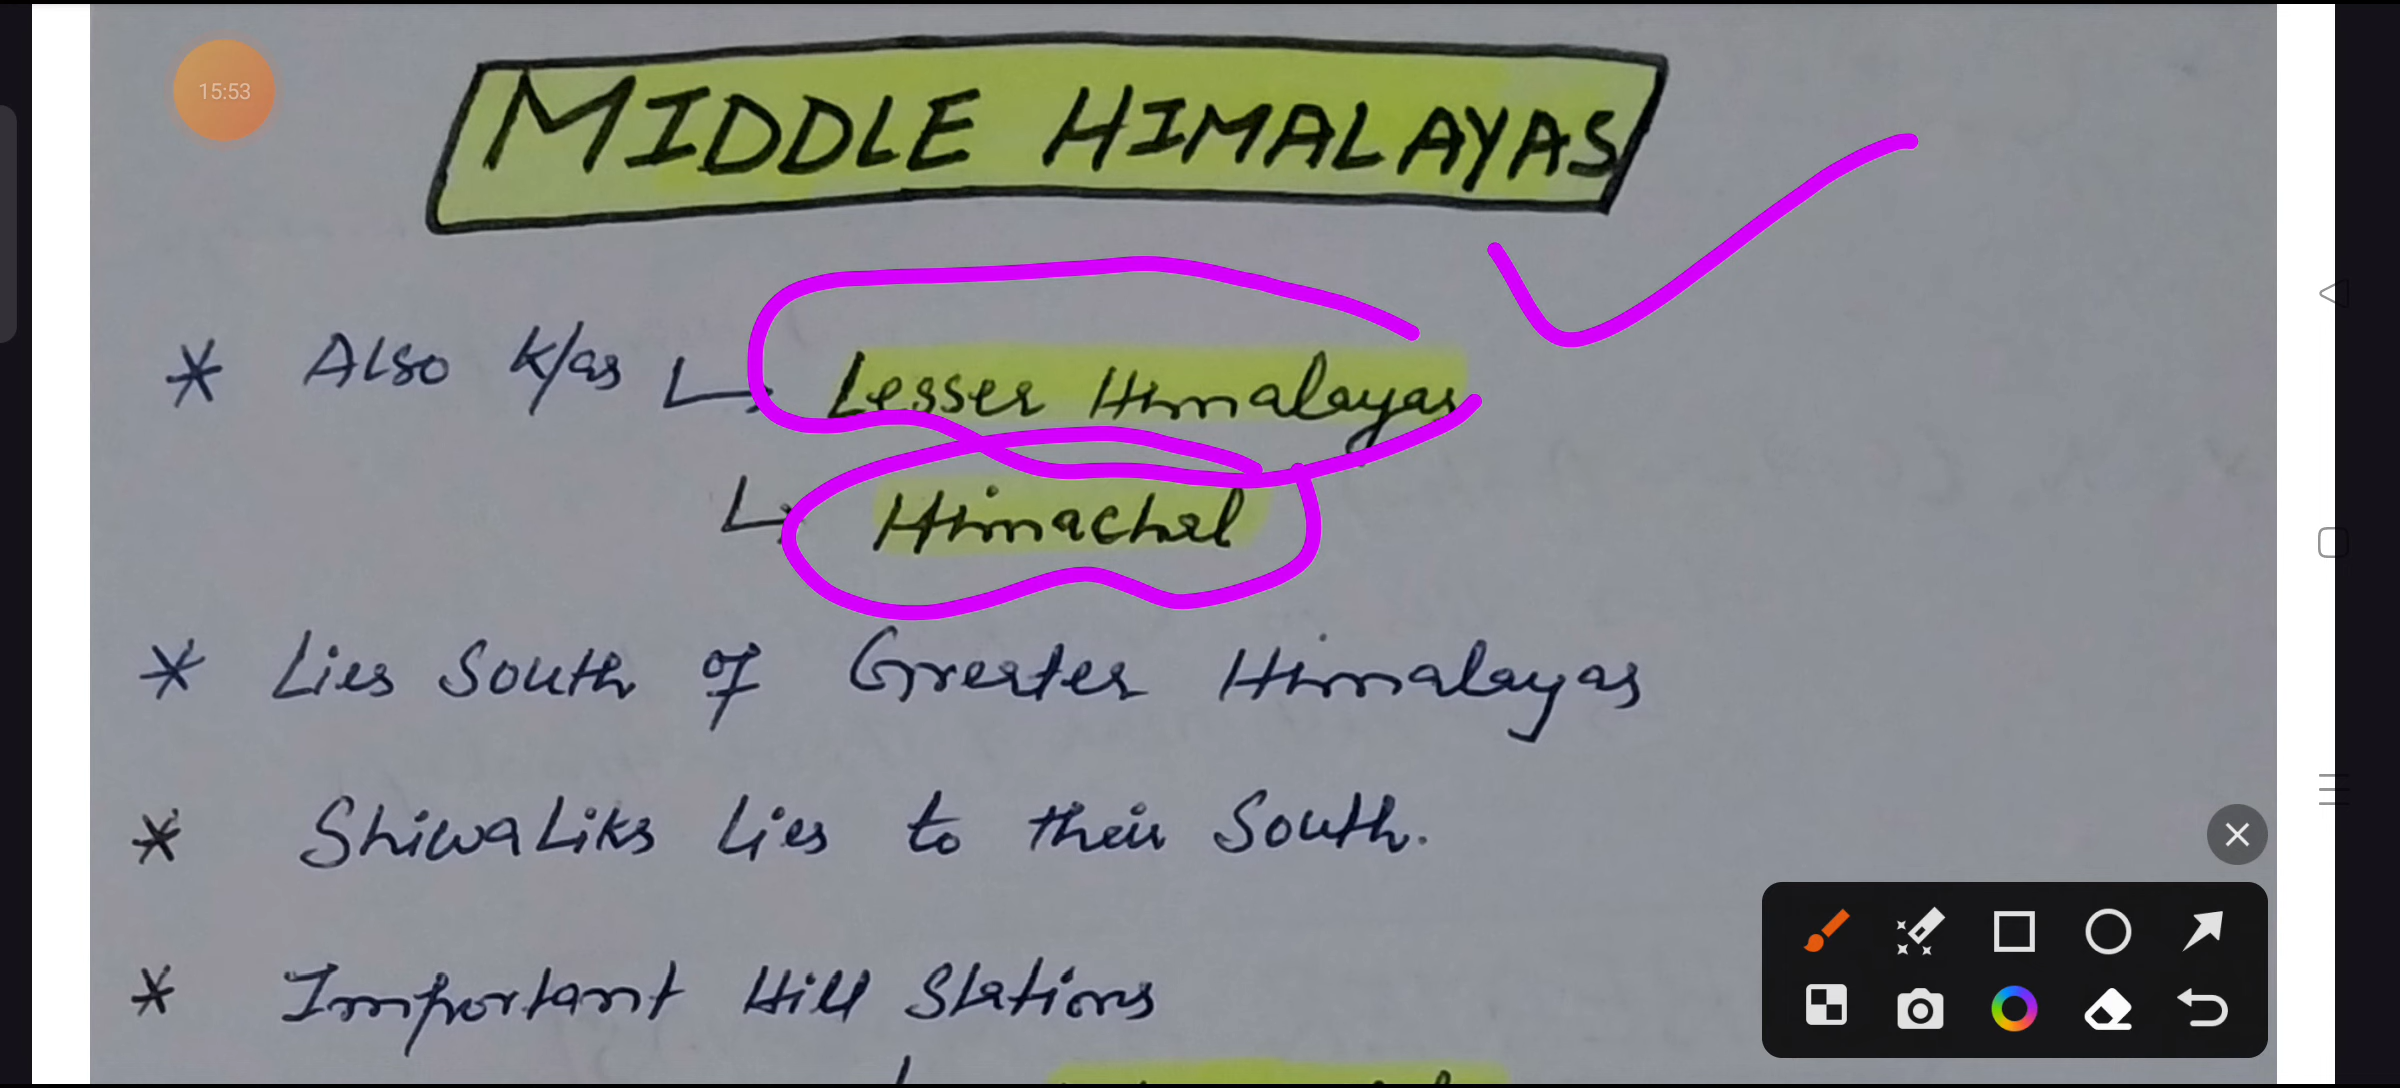 15:53
MIDDLE HIMALAYAS
* Also k/as ↳ Lesser Himalayas
↳ Himachal
* Lies South of Greater Himalayas
* Shiwaliks Lies to their South.
* Important Hill Stations